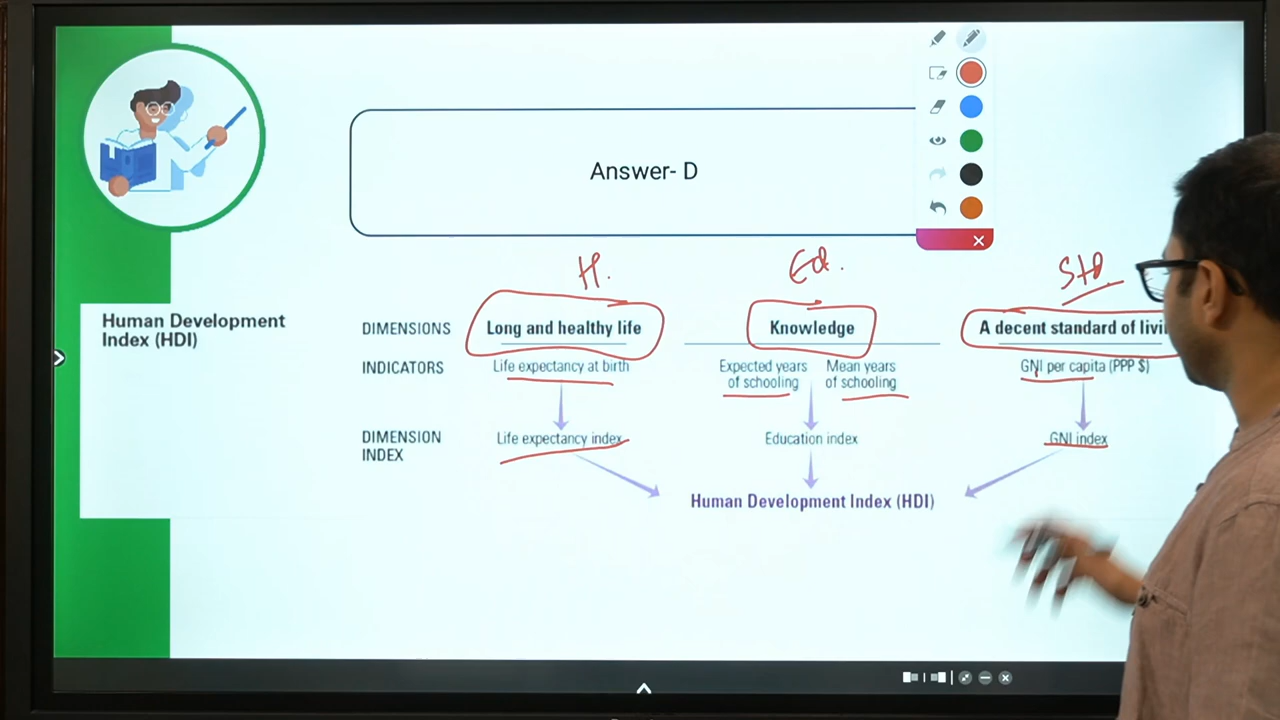 Answer- D
H.
Ed.
Std
Human Development
Index (HDI)
DIMENSIONS
Long and healthy life
Knowledge
A decent standard of livi
INDICATORS
Life expectancy at birth
Expected years
of schooling
Mean years
of schooling
GNI per capita (PPP $)
DIMENSION
INDEX
Life expectancy index
Education index
GNI index
Human Development Index (HDI)